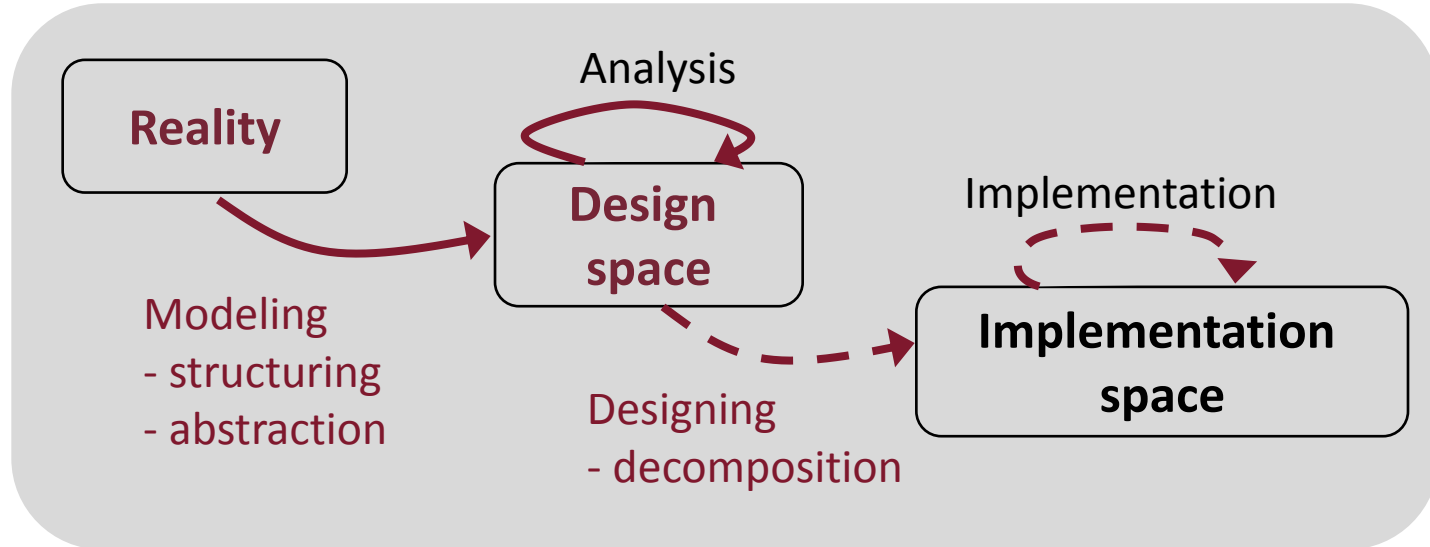 Reality
Analysis
Design
space
Modeling
- structuring
- abstraction
Designing
- decomposition
Implementation
Implementation
space